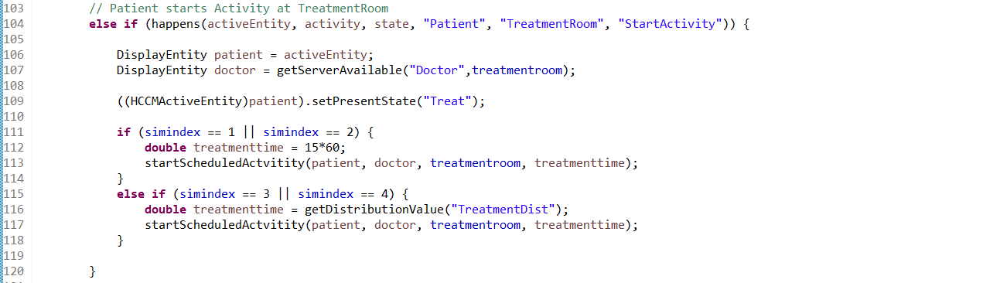 103 // Patient starts Activity at TreatmentRoom
104 else if (happens(activeEntity, activity, state, "Patient", "TreatmentRoom", "StartActivity")) {
105
106 DisplayEntity patient = activeEntity;
107 DisplayEntity doctor = getServerAvailable("Doctor",treatmentroom);
108
109 ((HCCMActiveEntity)patient).setPresentState("Treat");
110
111 if (simindex == 1 || simindex == 2) {
112 double treatmenttime = 15*60;
113 startScheduledActvitity(patient, doctor, treatmentroom, treatmenttime);
114 }
115 else if (simindex == 3 || simindex == 4) {
116 double treatmenttime = getDistributionValue("TreatmentDist");
117 startScheduledActvitity(patient, doctor, treatmentroom, treatmenttime);
118 }
119
120 }